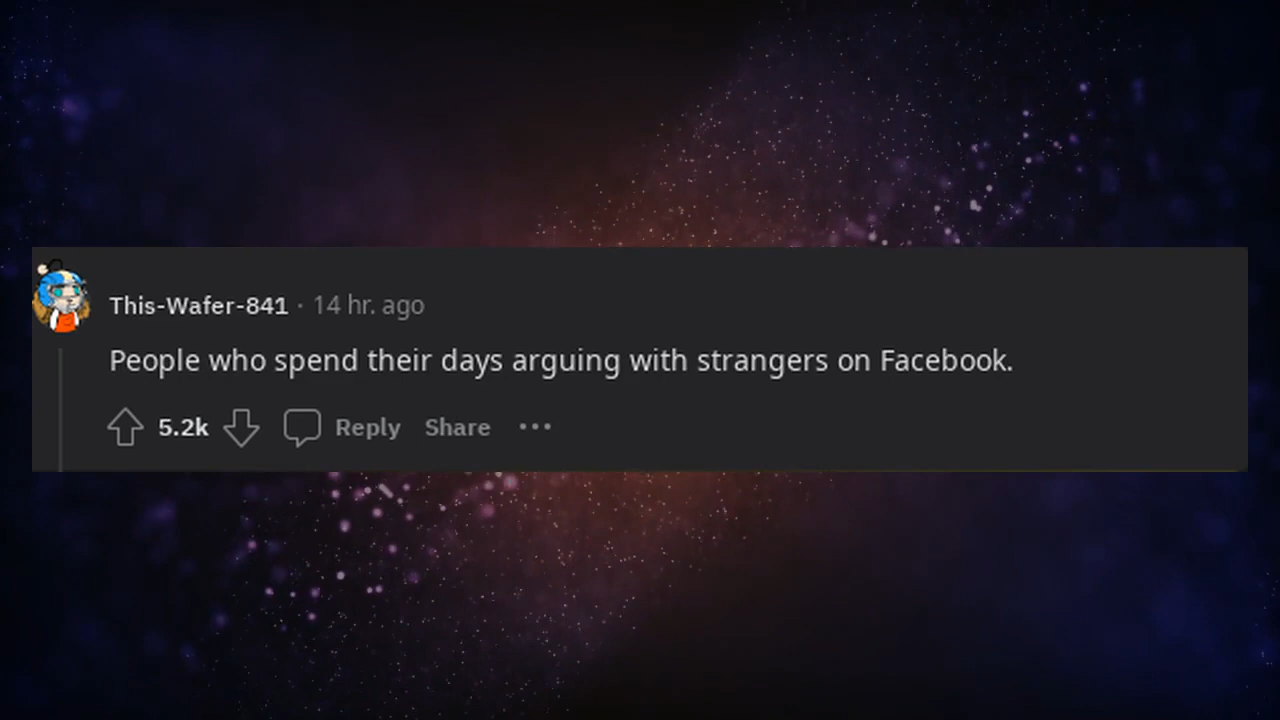 This-Wafer-841 · 14 hr. ago
People who spend their days arguing with strangers on Facebook.
5.2k Reply Share ···